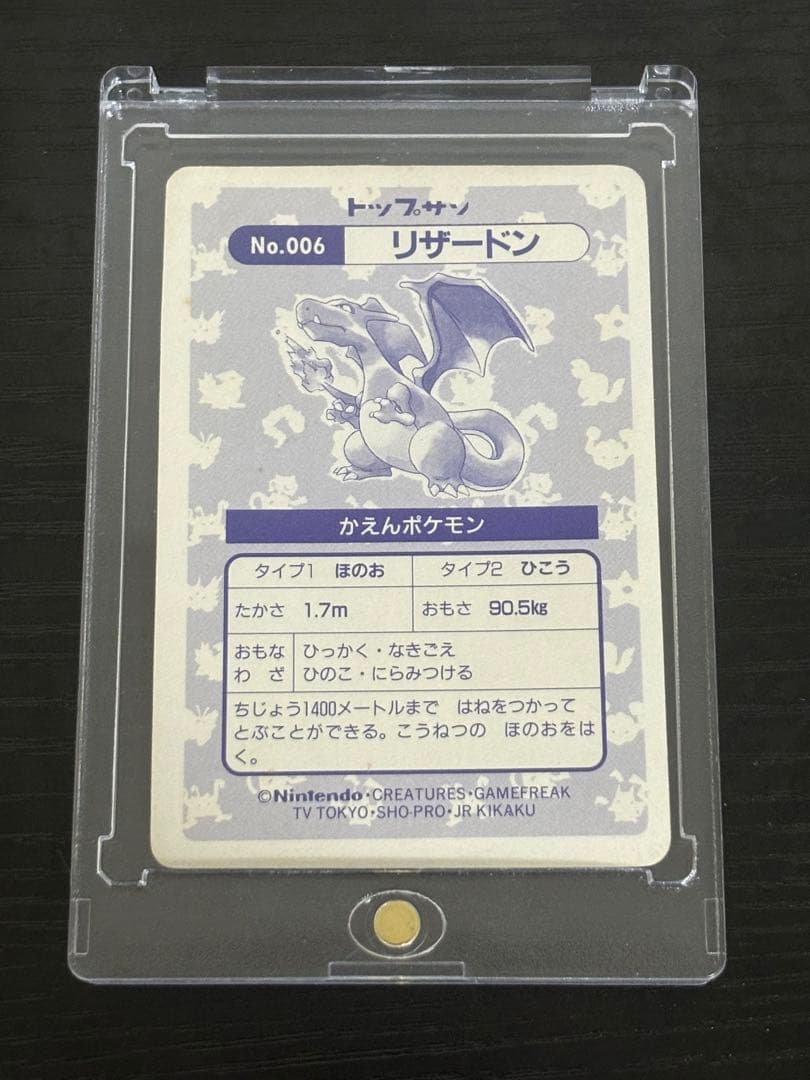 トップサン
No.006 リザードン
かえんポケモン
タイプ1 ほのお タイプ2 ひこう
たかさ 1.7m おもさ 90.5kg
おもな ひっかく・なきごえ
わ ざ ひのこ・にらみつける
ちじょう1400メートルまで はねをつかって
とぶことができる。こうねつの ほのおをは
く。
©Nintendo・CREATURES・GAMEFREAK
TV TOKYO・SHO-PRO・JR KIKAKU